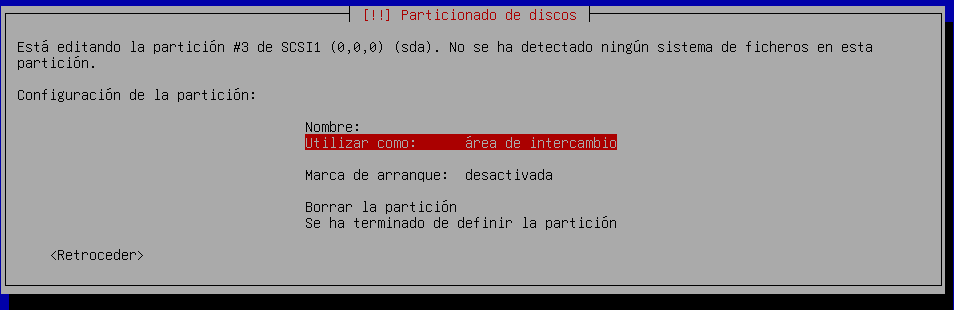 [!!] Particionado de discos
Está editando la partición #3 de SCSI1 (0,0,0) (sda). No se ha detectado ningún sistema de ficheros en esta
partición.
Configuración de la partición:
Nombre:
Utilizar como: área de intercambio
Marca de arranque: desactivada
Borrar la partición
Se ha terminado de definir la partición
<Retroceder>